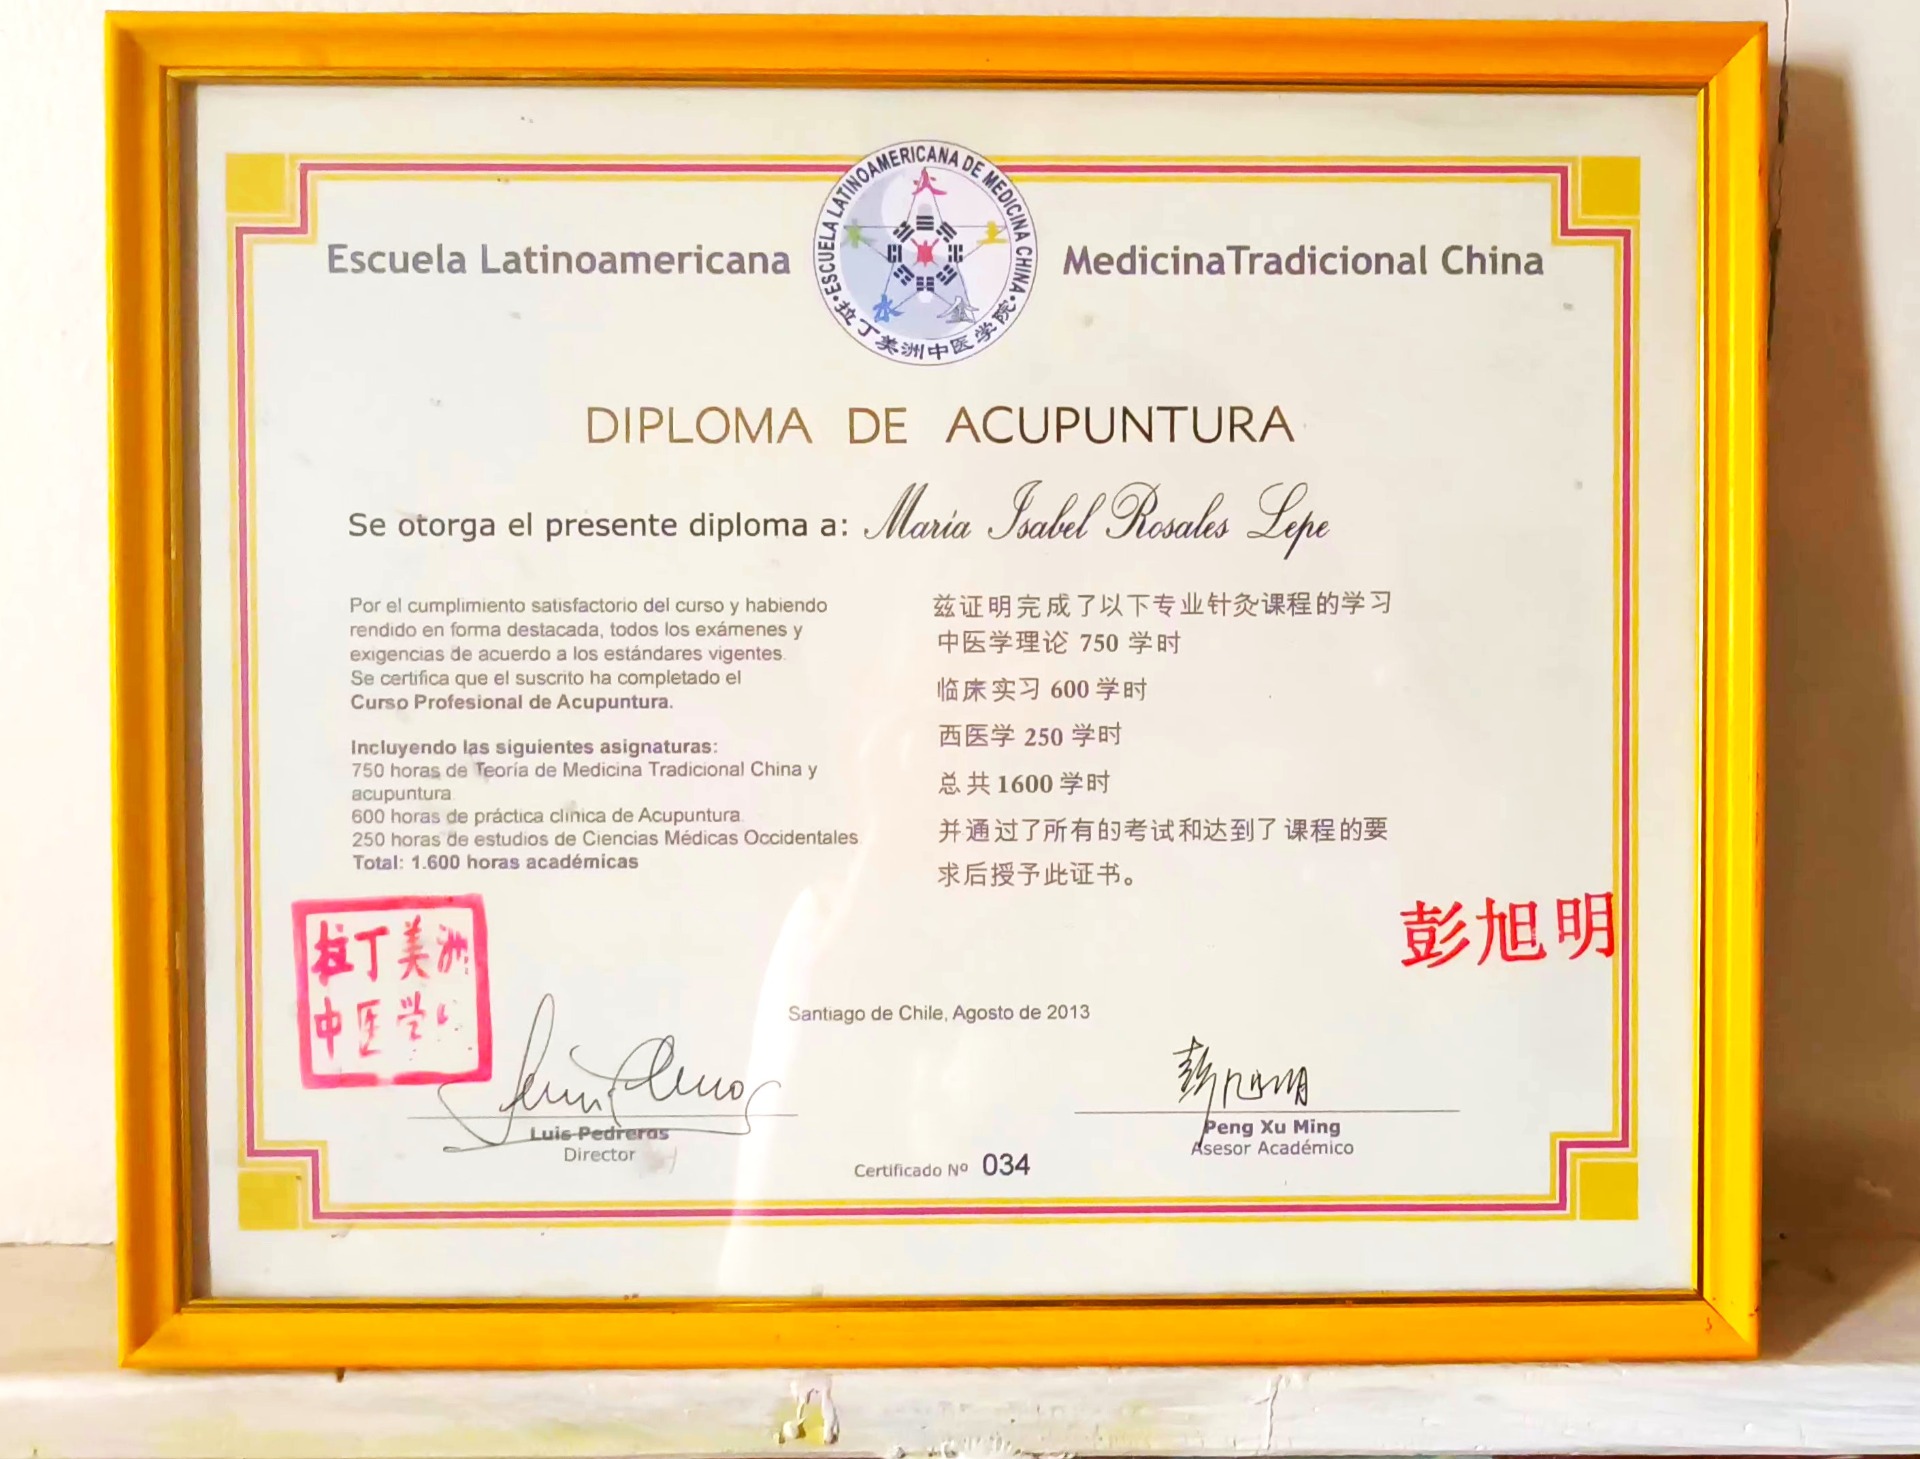 ESCUELA LATINOAMERICANA DE MEDICINA CHINA
火
木
土
水
金
拉丁美洲中医学院
Escuela Latinoamericana
MedicinaTradicional China
DIPLOMA DE ACUPUNTURA
Se otorga el presente diploma a: María Isabel Rosales Lepe
Por el cumplimiento satisfactorio del curso y habiendo
rendido en forma destacada, todos los exámenes y
exigencias de acuerdo a los estándares vigentes.
Se certifica que el suscrito ha completado el
Curso Profesional de Acupuntura.
Incluyendo las siguientes asignaturas:
750 horas de Teoría de Medicina Tradicional China y
acupuntura.
600 horas de práctica clínica de Acupuntura.
250 horas de estudios de Ciencias Médicas Occidentales.
Total: 1.600 horas académicas
兹证明完成了以下专业针灸课程的学习
中医学理论 750 学时
临床实习 600 学时
西医学 250 学时
总共 1600 学时
并通过了所有的考试和达到了课程的要
求后授予此证书。
拉丁美洲
中医学
彭旭明
Santiago de Chile, Agosto de 2013
彭旭明
Luis Pedreros
Director
Peng Xu Ming
Asesor Académico
Certificado Nº 034